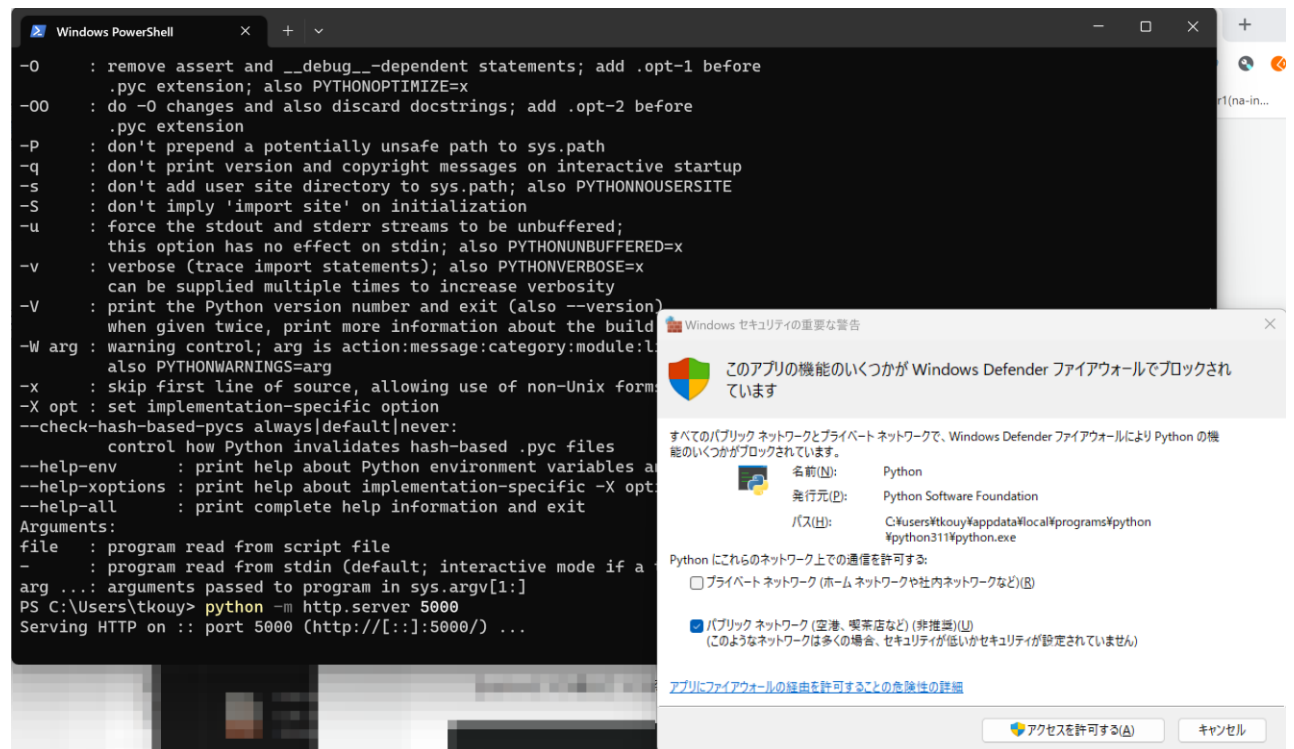 Windows PowerShell
-O     : remove assert and __debug__-dependent statements; add .opt-1 before
         .pyc extension; also PYTHONOPTIMIZE=x
-OO    : do -O changes and also discard docstrings; add .opt-2 before
         .pyc extension
-P     : don't prepend a potentially unsafe path to sys.path
-q     : don't print version and copyright messages on interactive startup
-s     : don't add user site directory to sys.path; also PYTHONNOUSERSITE
-S     : don't imply 'import site' on initialization
-u     : force the stdout and stderr streams to be unbuffered;
         this option has no effect on stdin; also PYTHONUNBUFFERED=x
-v     : verbose (trace import statements); also PYTHONVERBOSE=x
         can be supplied multiple times to increase verbosity
-V     : print the Python version number and exit (also --version)
         when given twice, print more information about the build
-W arg : warning control; arg is action:message:category:module:l
         also PYTHONWARNINGS=arg
-x     : skip first line of source, allowing use of non-Unix form
-X opt : set implementation-specific option
--check-hash-based-pycs always|default|never:
         control how Python invalidates hash-based .pyc files
--help-env      : print help about Python environment variables a
--help-xoptions : print help about implementation-specific -X opt
--help-all      : print complete help information and exit
Arguments:
file   : program read from script file
-      : program read from stdin (default; interactive mode if a
arg ...: arguments passed to program in sys.argv[1:]
PS C:\Users\tkouy> python -m http.server 5000
Serving HTTP on :: port 5000 (http://[::]:5000/) ...
r1(na-in...
Windows セキュリティの重要な警告
このアプリの機能のいくつかが Windows Defender ファイアウォールでブロックされ
ています
すべてのパブリック ネットワークとプライベート ネットワークで、Windows Defender ファイアウォールにより Python の機
能のいくつかがブロックされています。
名前(N): Python
発行元(P): Python Software Foundation
パス(H): C:¥users¥tkouy¥appdata¥local¥programs¥python
¥python311¥python.exe
Python にこれらのネットワーク上での通信を許可する:
プライベート ネットワーク (ホーム ネットワークや社内ネットワークなど)(R)
パブリック ネットワーク (空港、喫茶店など) (非推奨)(U)
(このようなネットワークは多くの場合、セキュリティが低いかセキュリティが設定されていません)
アプリにファイアウォールの経由を許可することの危険性の詳細
アクセスを許可する(A)
キャンセル